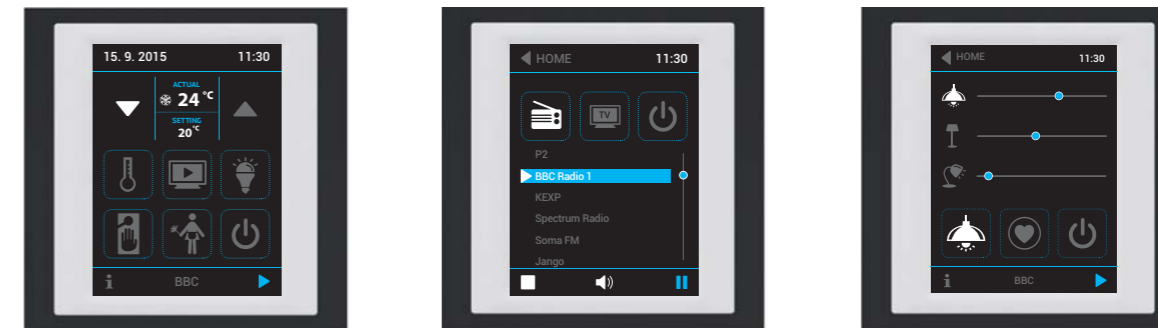 15. 9. 2015 11:30
ACTUAL
24 °C
SETTING
20 °C
i BBC
HOME 11:30
TV
P2
BBC Radio 1
KEXP
Spectrum Radio
Soma FM
Jango
HOME 11:30
i BBC